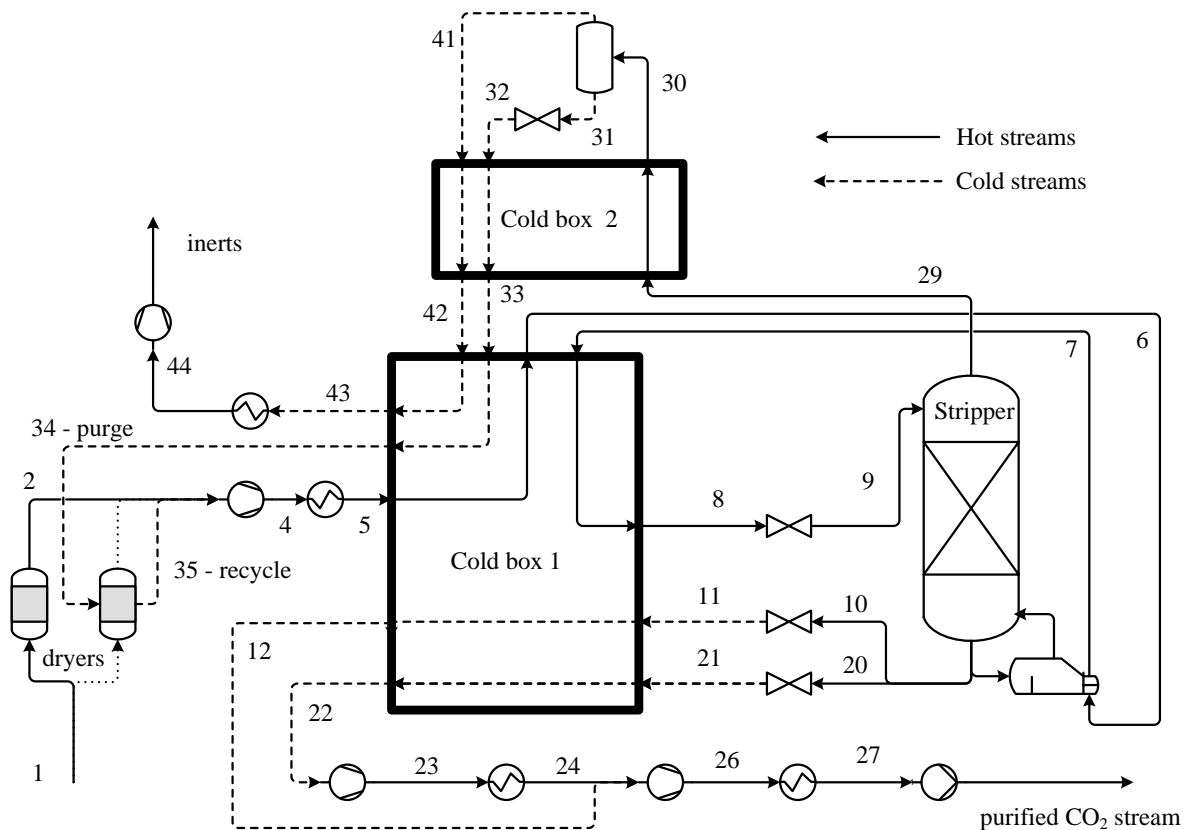 41
32
30
31
Hot streams
Cold streams
Cold box 2
inerts
29
42
33
7
6
44
43
34 - purge
Stripper
2
4
5
8
9
Cold box 1
35 - recycle
11
10
12
dryers
21
20
22
1
23
24
26
27
purified CO₂ stream